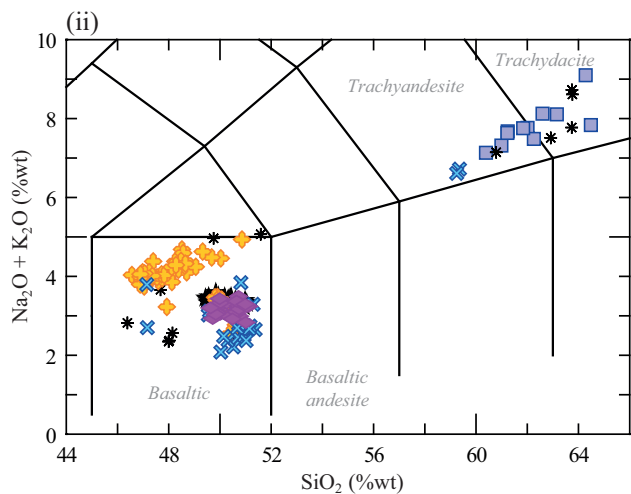 (ii)
10
8
6
4
2
0
Na₂O + K₂O (%wt)
Trachydacite
Trachyandesite
Basaltic
Basaltic
andesite
44
48
52
56
60
64
SiO₂ (%wt)